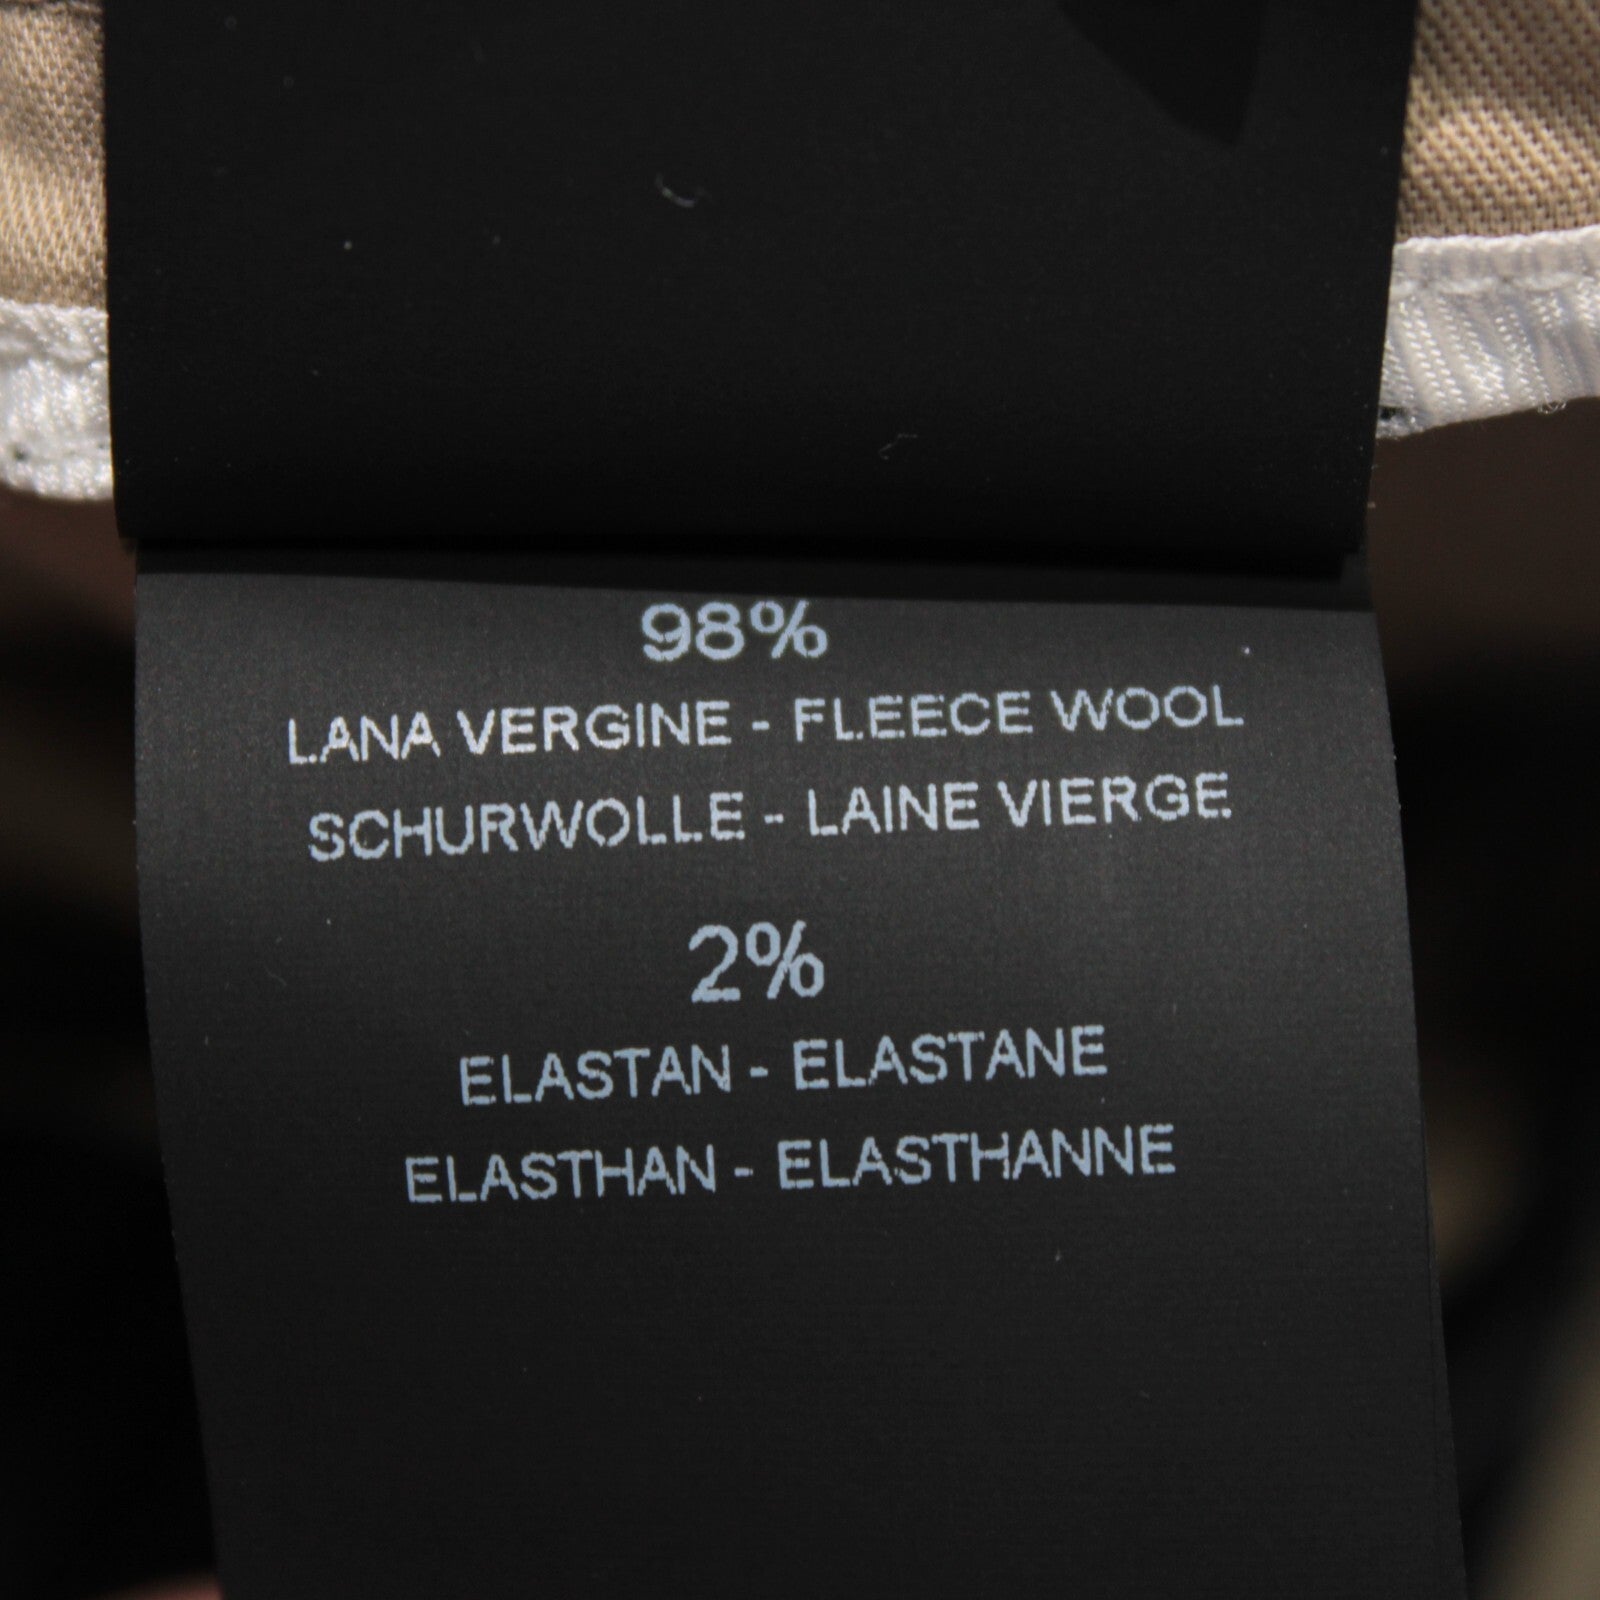 98%
LANA VERGINE - FLEECE WOOL
SCHURWOLLE - LAINE VIERGE
2%
ELASTAN - ELASTANE
ELASTHAN - ELASTHANNE